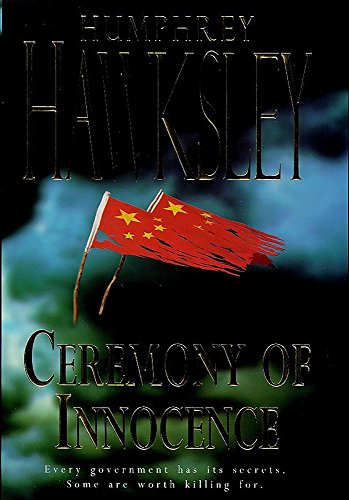 HUMPHREY
HAWKSLEY
CEREMONY OF
INNOCENCE
Every government has its secrets.
Some are worth killing for.